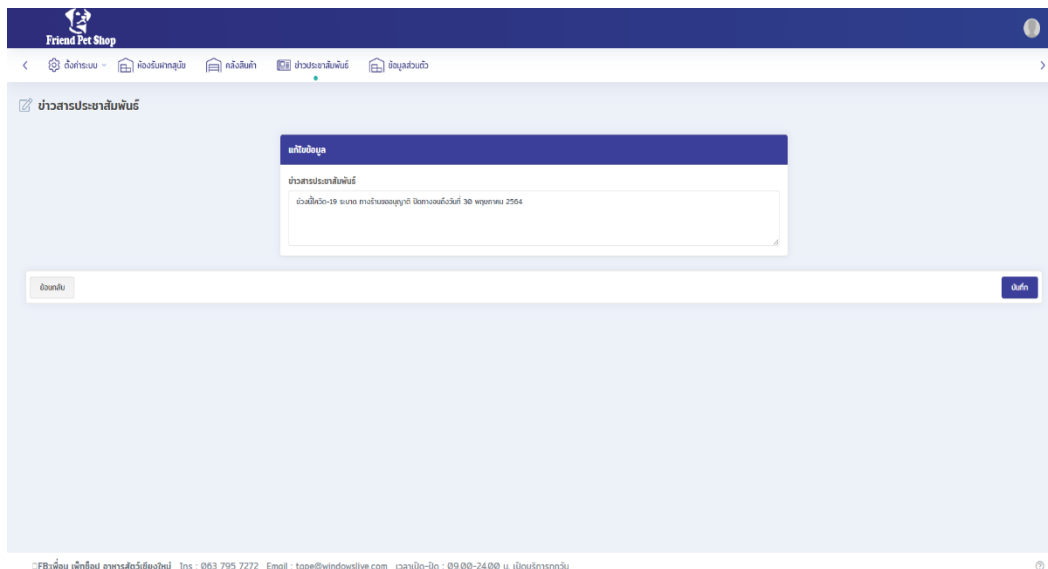 Friend Pet Shop
ตั้งค่าระบบ ห้องรับฝากสุนัข คลังสินค้า ข่าวประชาสัมพันธ์ ข้อมูลส่วนตัว
ข่าวสารประชาสัมพันธ์
แก้ไขข้อมูล
ข่าวสารประชาสัมพันธ์
ช่วงนี้โควิด-19 ระบาด ทางร้านขออนุญาติ ปิดทางจนถึงวันที่ 30 พฤษภาคม 2564
ย้อนกลับ
บันทึก
FB:เพื่อน เพ็ทช็อป อาหารสัตว์เชียงใหม่ โทร : 063 795 7272 Email : tope@windowslive.com เวลาเปิด-ปิด : 09.00-24.00 น. เปิดบริการทุกวัน